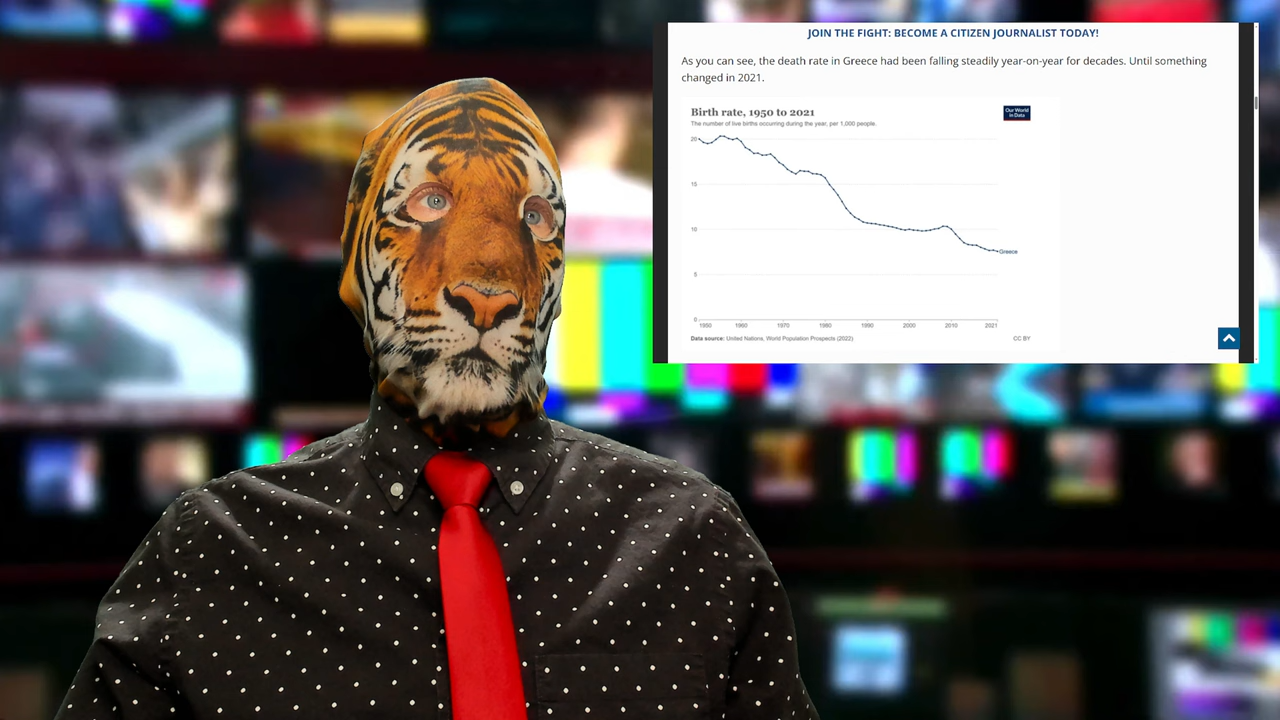 JOIN THE FIGHT: BECOME A CITIZEN JOURNALIST TODAY!
As you can see, the death rate in Greece had been falling steadily year-on-year for decades. Until something
changed in 2021.
Birth rate, 1950 to 2021
Our World
in Data
The number of live births occurring during the year, per 1,000 people.
20
15
10
5
0
Greece
1950 1960 1970 1980 1990 2000 2010 2021
Data source: United Nations, World Population Prospects (2022)
CC BY